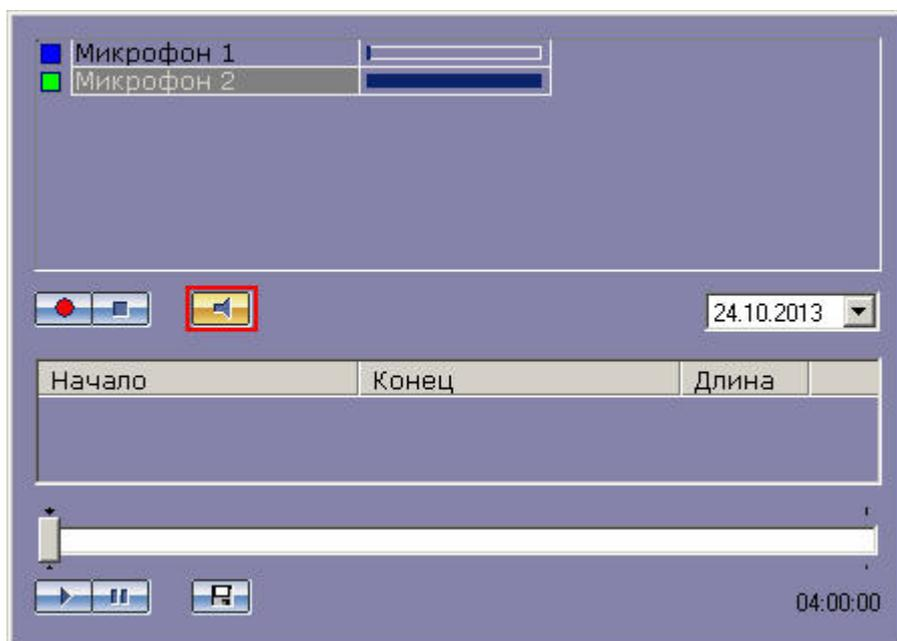 Микрофон 1
Микрофон 2
24.10.2013
Начало Конец Длина
04:00:00